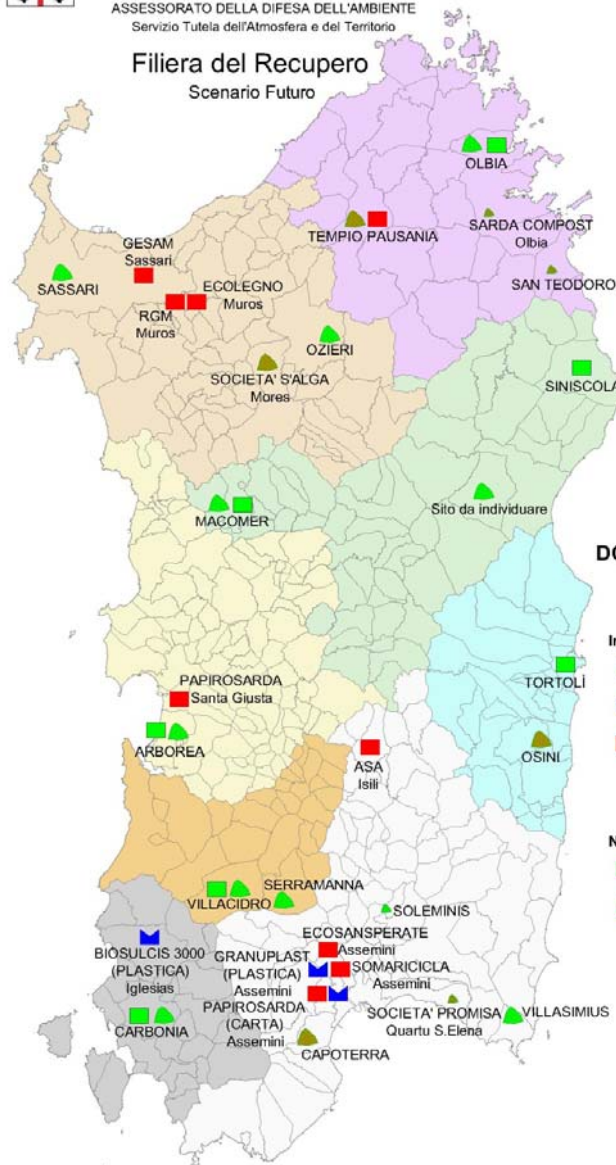 ASSESSORATO DELLA DIFESA DELL'AMBIENTE
Servizio Tutela dell'Atmosfera e del Territorio
Filiera del Recupero
Scenario Futuro
OLBIA
TEMPIO PAUSANIA
SARDA COMPOST
Olbia
SAN TEODORO
GESAM
Sassari
SASSARI
ECOLEGNO
Muros
RGM
Muros
OZIERI
SOCIETA' S'ALGA
Mores
SINISCOLA
MACOMER
Sito da individuare
DO
In
TORTOLÌ
PAPIROSARDA
Santa Giusta
ARBOREA
ASA
Isili
OSINI
N
VILLACIDRO
SERRAMANNA
SOLEMINIS
BIOSULCIS 3000
(PLASTICA)
Iglesias
ECOSANSPERATE
Assemini
GRANUPLAST
(PLASTICA)
Assemini
SOMARICICLA
Assemini
PAPIROSARDA
(CARTA)
Assemini
SOCIETA' PROMISA
Quartu S.Elena
VILLASIMIUS
CARBONIA
CAPOTERRA